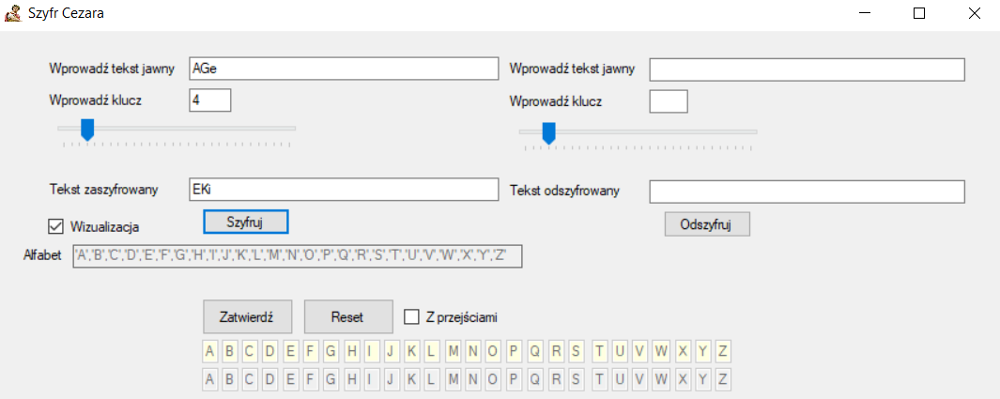 Szyfr Cezara
Wprowadź tekst jawny AGe Wprowadź tekst jawny
Wprowadź klucz 4 Wprowadź klucz
Tekst zaszyfrowany EKi Tekst odszyfrowany
Wizualizacja Szyfruj Odszyfruj
Alfabet 'A','B','C','D','E','F','G','H','I','J','K','L','M','N','O','P','Q','R','S','T','U','V','W','X','Y','Z'
Zatwierdź Reset Z przejściami
A B C D E F G H I J K L M N O P Q R S T U V W X Y Z
A B C D E F G H I J K L M N O P Q R S T U V W X Y Z